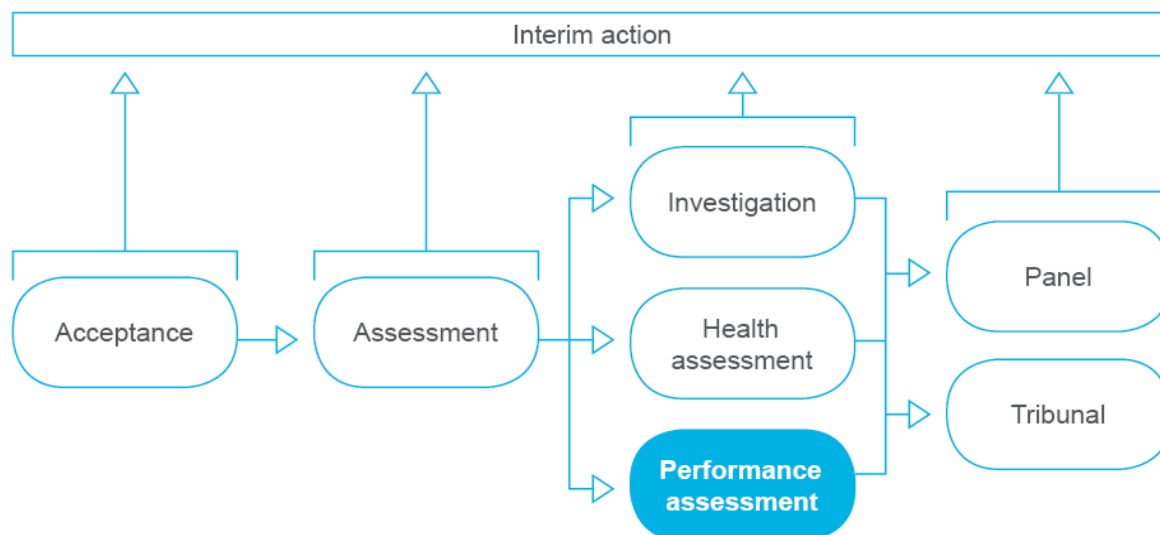 Interim action
Acceptance
Assessment
Investigation
Health
assessment
Performance
assessment
Panel
Tribunal